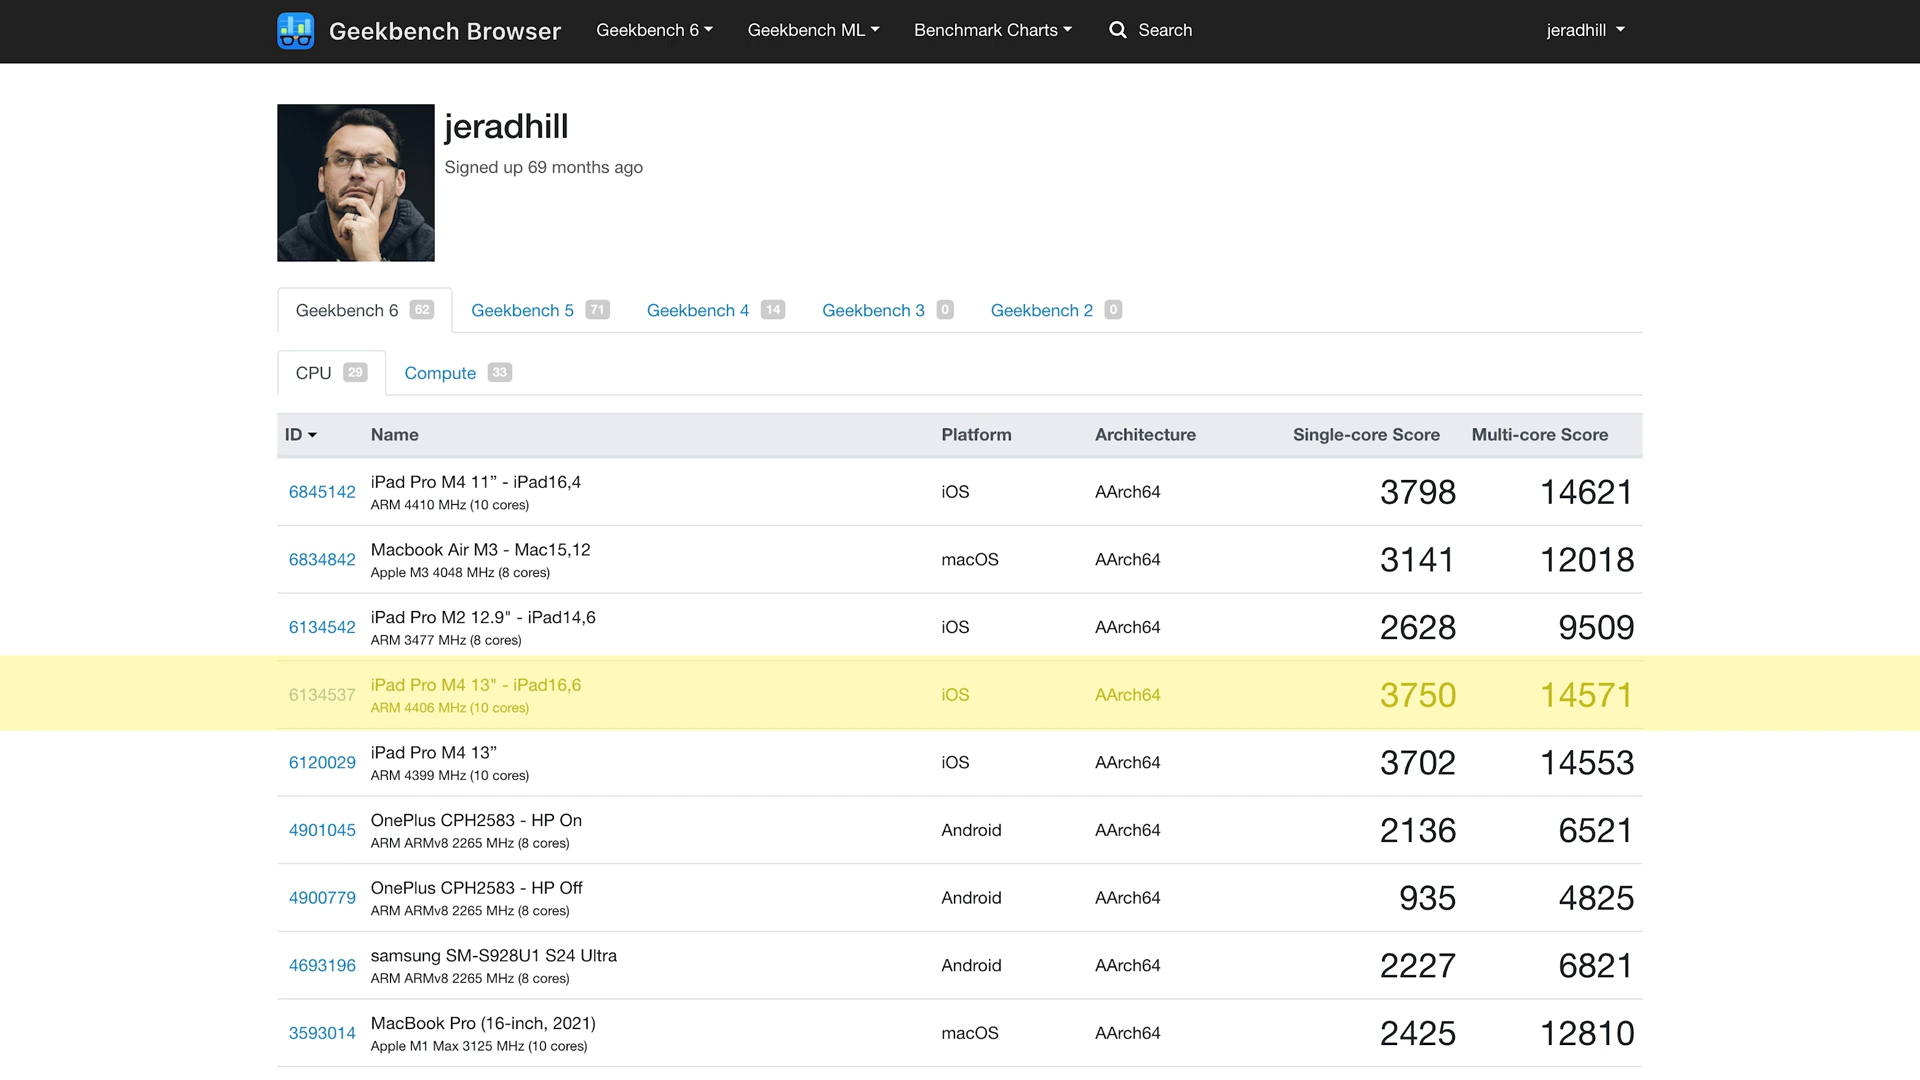 Geekbench Browser Geekbench 6 Geekbench ML Benchmark Charts Search jeradhill
jeradhill
Signed up 69 months ago
Geekbench 6 62 Geekbench 5 71 Geekbench 4 14 Geekbench 3 0 Geekbench 2 0
CPU 29 Compute 33
ID Name Platform Architecture Single-core Score Multi-core Score
6845142 iPad Pro M4 11” - iPad16,4 iOS AArch64 3798 14621
ARM 4410 MHz (10 cores)
6834842 Macbook Air M3 - Mac15,12 macOS AArch64 3141 12018
Apple M3 4048 MHz (8 cores)
6134542 iPad Pro M2 12.9" - iPad14,6 iOS AArch64 2628 9509
ARM 3477 MHz (8 cores)
6134537 iPad Pro M4 13" - iPad16,6 iOS AArch64 3750 14571
ARM 4406 MHz (10 cores)
6120029 iPad Pro M4 13” iOS AArch64 3702 14553
ARM 4399 MHz (10 cores)
4901045 OnePlus CPH2583 - HP On Android AArch64 2136 6521
ARM ARMv8 2265 MHz (8 cores)
4900779 OnePlus CPH2583 - HP Off Android AArch64 935 4825
ARM ARMv8 2265 MHz (8 cores)
4693196 samsung SM-S928U1 S24 Ultra Android AArch64 2227 6821
ARM ARMv8 2265 MHz (8 cores)
3593014 MacBook Pro (16-inch, 2021) macOS AArch64 2425 12810
Apple M1 Max 3125 MHz (10 cores)